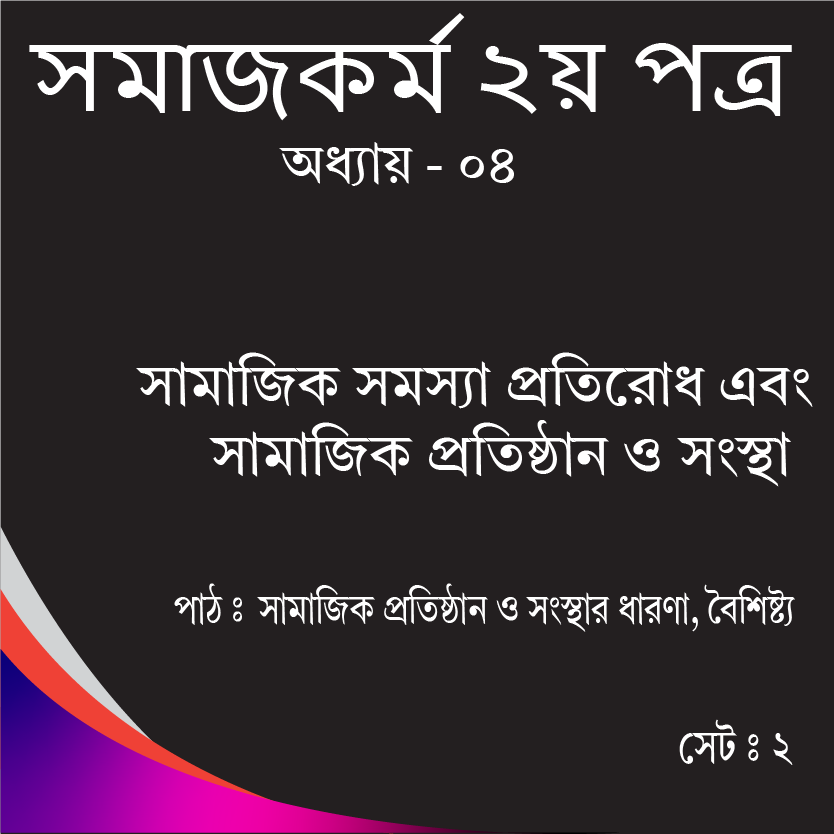 সমাজকর্ম ২য় পত্র
অধ্যায় - ০৪
সামাজিক সমস্যা প্রতিরোধ এবং
সামাজিক প্রতিষ্ঠান ও সংস্থা
পাঠ ঃ সামাজিক প্রতিষ্ঠান ও সংস্থার ধারণা, বৈশিষ্ট্য
সেট ঃ ২